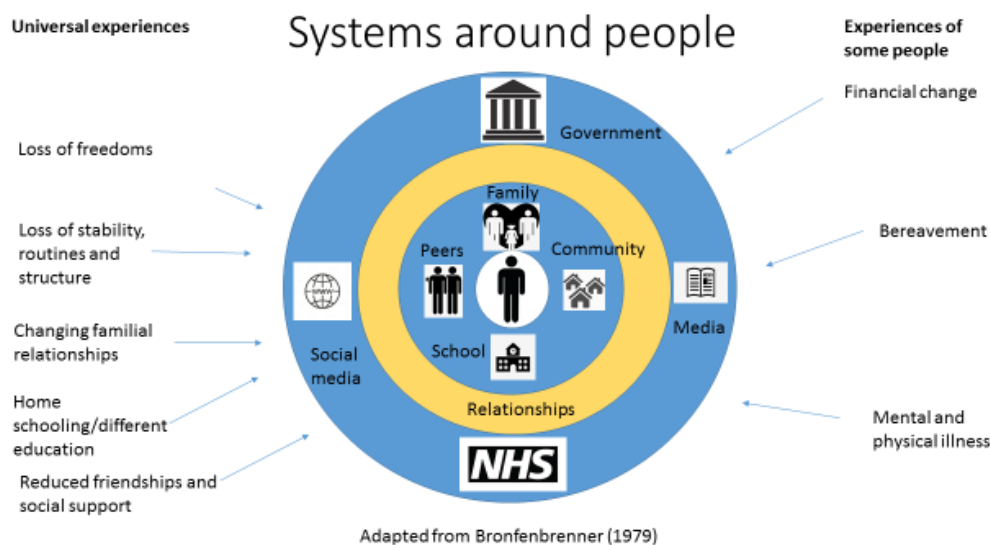 Systems around people
Universal experiences
Loss of freedoms
Loss of stability,
routines and
structure
Changing familial
relationships
Home
schooling/different
education
Reduced friendships and
social support
Government
Family
Peers
Community
School
Relationships
WWW
Social
media
Media
NHS
Experiences of
some people
Financial change
Bereavement
Mental and
physical illness
Adapted from Bronfenbrenner (1979)